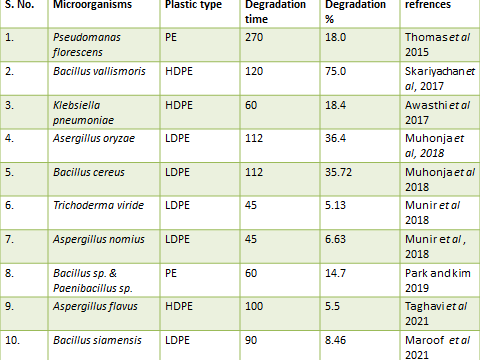 S. No. Microorganisms Plastic type Degradation time Degradation % refrences
1. Pseudomanas florescens PE 270 18.0 Thomas et al 2015
2. Bacillus vallismoris HDPE 120 75.0 Skariyachan et al, 2017
3. Klebsiella pneumoniae HDPE 60 18.4 Awasthi et al 2017
4. Asergillus oryzae LDPE 112 36.4 Muhonja et al, 2018
5. Bacillus cereus LDPE 112 35.72 Muhonja et al 2018
6. Trichoderma viride LDPE 45 5.13 Munir et al 2018
7. Aspergillus nomius LDPE 45 6.63 Munir et al , 2018
8. Bacillus sp. & Paenibacillus sp. PE 60 14.7 Park and kim 2019
9. Aspergillus flavus HDPE 100 5.5 Taghavi et al 2021
10. Bacillus siamensis LDPE 90 8.46 Maroof et al 2021